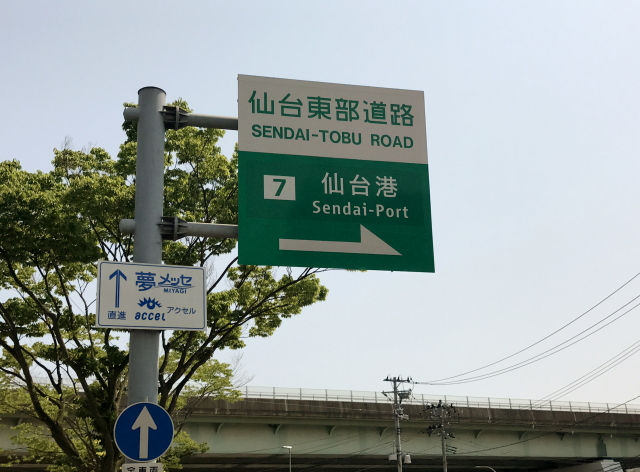 仙台東部道路
SENDAI-TOBU ROAD
7 仙台港
Sendai-Port
夢メッセ
MIYAGI
直進 accel アクセル